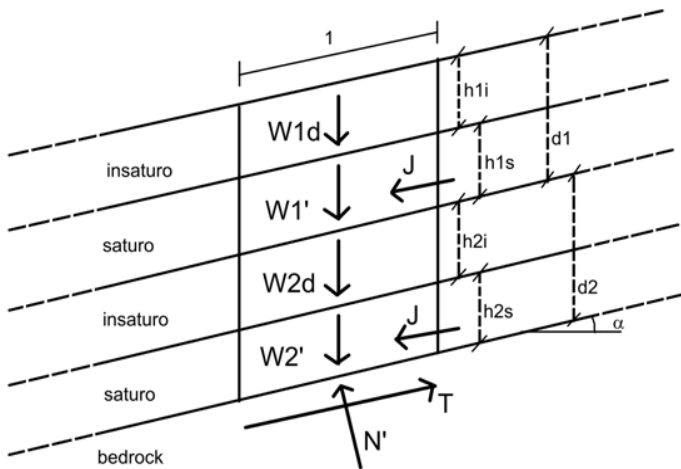 1
h1i
W1d
d1
insaturo
J
h1s
W1'
saturo
h2i
W2d
d2
insaturo
J
h2s
α
W2'
saturo
T
N'
bedrock